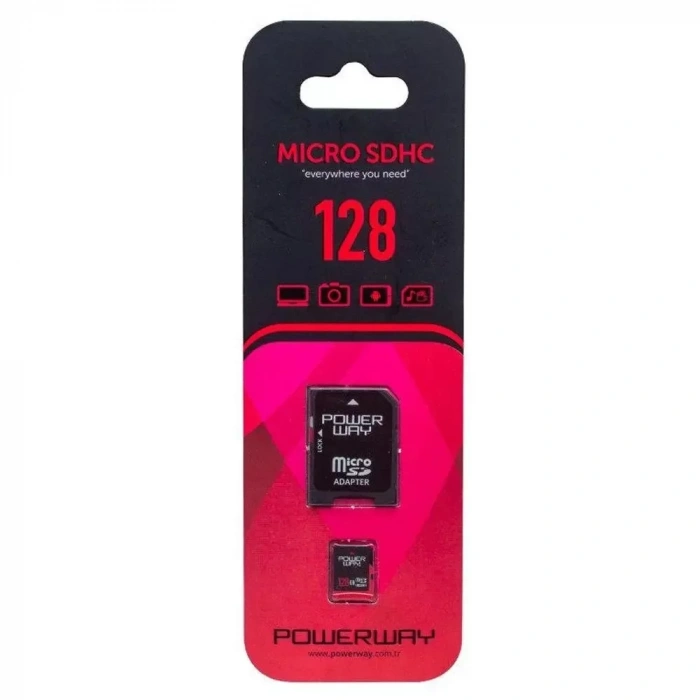 MICRO SDHC
"everywhere you need"
128
POWER
WAY
LOCK
Micro
SD
ADAPTER
POWER
WAY
128
POWERWAY
www.powerway.com.tr